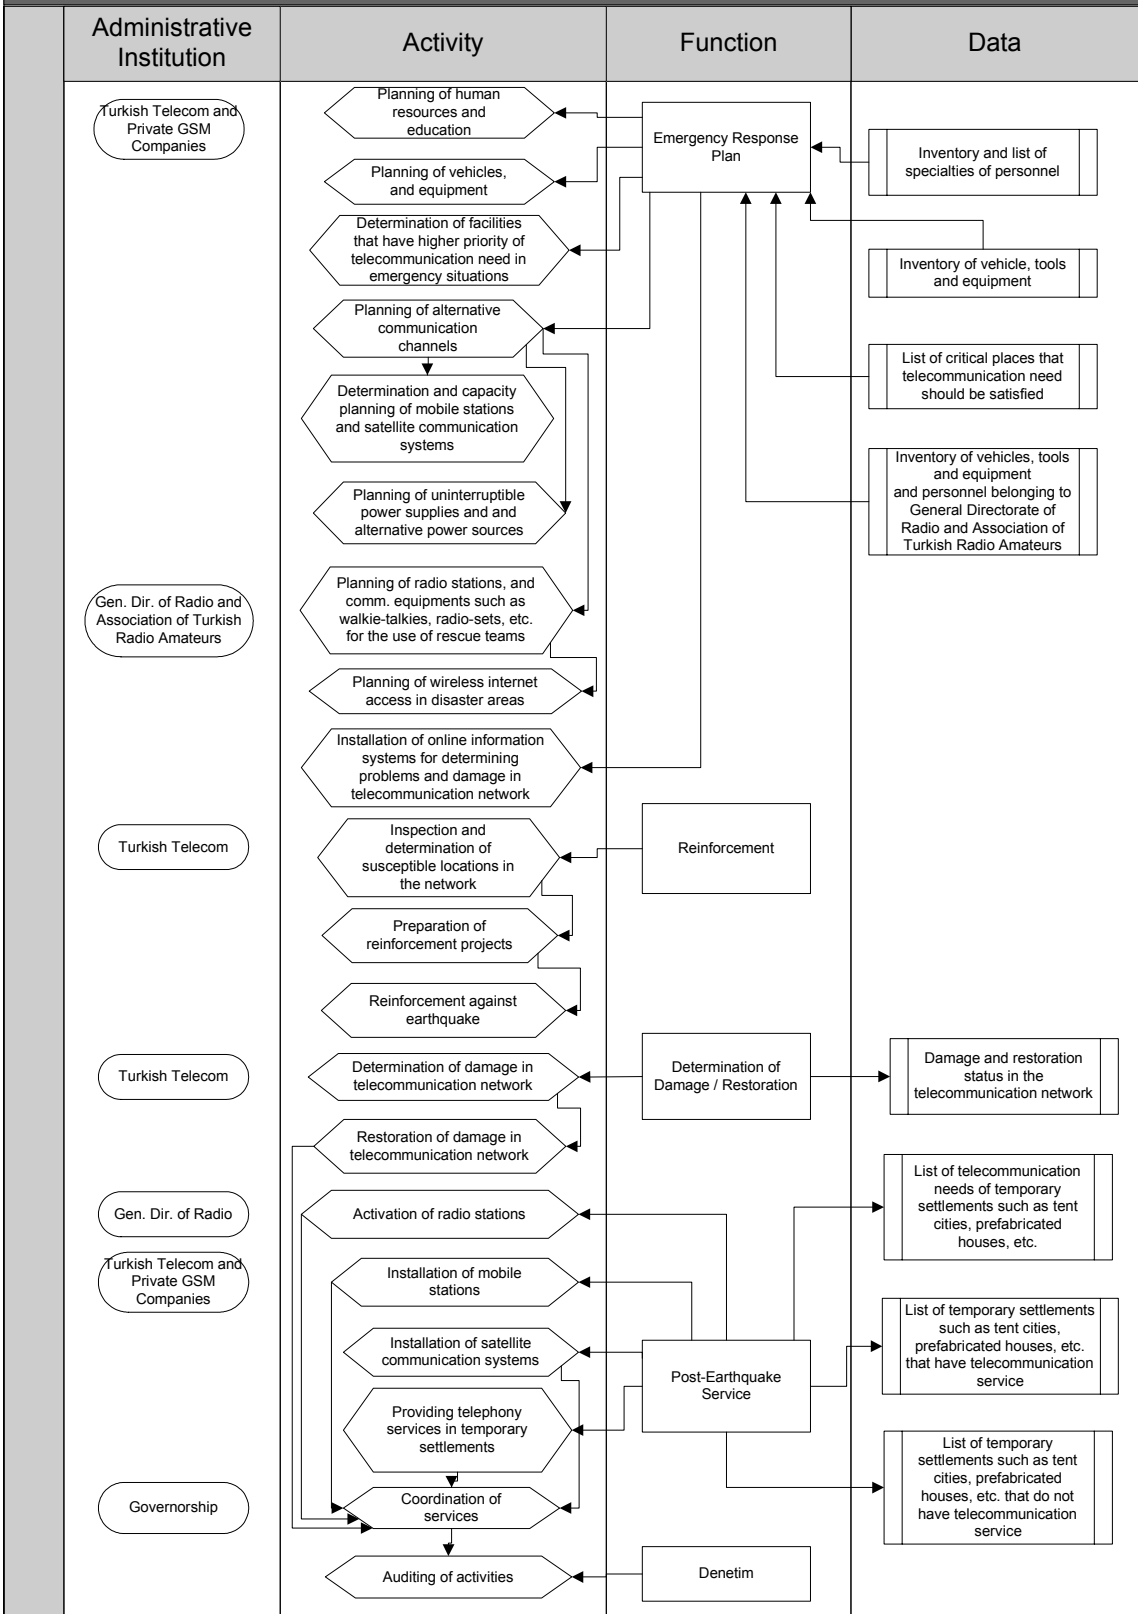 Administrative
Institution
Activity
Function
Data
Turkish Telecom and
Private GSM
Companies
Planning of human
resources and
education
Emergency Response
Plan
Inventory and list of
specialties of personnel
Planning of vehicles,
and equipment
Determination of facilities
that have higher priority of
telecommunication need in
emergency situations
Inventory of vehicle, tools
and equipment
Planning of alternative
communication
channels
List of critical places that
telecommunication need
should be satisfied
Determination and capacity
planning of mobile stations
and satellite communication
systems
Inventory of vehicles, tools
and equipment
and personnel belonging to
General Directorate of
Radio and Association of
Turkish Radio Amateurs
Planning of uninterruptible
power supplies and and
alternative power sources
Gen. Dir. of Radio and
Association of Turkish
Radio Amateurs
Planning of radio stations, and
comm. equipments such as
walkie-talkies, radio-sets, etc.
for the use of rescue teams
Planning of wireless internet
access in disaster areas
Installation of online information
systems for determining
problems and damage in
telecommunication network
Turkish Telecom
Inspection and
determination of
susceptible locations in
the network
Reinforcement
Preparation of
reinforcement projects
Reinforcement against
earthquake
Turkish Telecom
Determination of damage in
telecommunication network
Determination of
Damage / Restoration
Damage and restoration
status in the
telecommunication network
Restoration of damage in
telecommunication network
List of telecommunication
needs of temporary
settlements such as tent
cities, prefabricated
houses, etc.
Gen. Dir. of Radio
Activation of radio stations
Turkish Telecom and
Private GSM
Companies
Installation of mobile
stations
List of temporary settlements
such as tent cities,
prefabricated houses, etc.
that have telecommunication
service
Installation of satellite
communication systems
Post-Earthquake
Service
Providing telephony
services in temporary
settlements
List of temporary
settlements such as tent
cities, prefabricated
houses, etc. that do not
have telecommunication
service
Governorship
Coordination of
services
Auditing of activities
Denetim